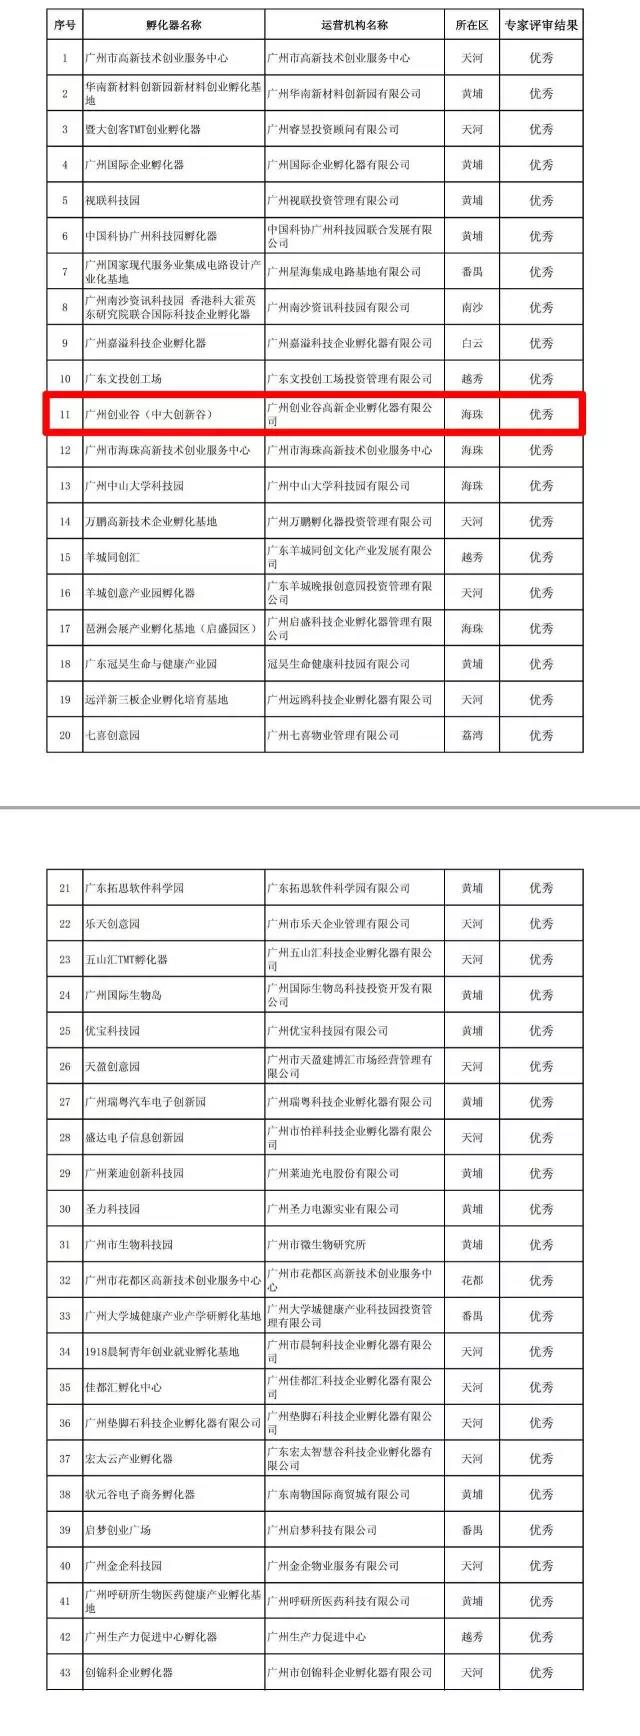 序号 孵化器名称 运营机构名称 所在区 专家评审结果
1 广州市高新技术创业服务中心 广州市高新技术创业服务中心 天河 优秀
2 华南新材料创新园新材料创业孵化基地 广州华南新材料创新园有限公司 黄埔 优秀
3 暨大创客TMT创业孵化器 广州睿昱投资顾问有限公司 天河 优秀
4 广州国际企业孵化器 广州国际企业孵化器有限公司 黄埔 优秀
5 视联科技园 广州视联投资管理有限公司 黄埔 优秀
6 中国科协广州科技园孵化器 中国科协广州科技园联合发展有限公司 黄埔 优秀
7 广州国家现代服务业集成电路设计产业化基地 广州星海集成电路基地有限公司 番禺 优秀
8 广州南沙资讯科技园 香港科大霍英东研究院联合国际科技企业孵化器 广州南沙资讯科技园有限公司 南沙 优秀
9 广州嘉溢科技企业孵化器 广州嘉溢科技企业孵化器有限公司 白云 优秀
10 广东文投创工场 广东文投创工场投资管理有限公司 越秀 优秀
11 广州创业谷（中大创新谷） 广州创业谷高新企业孵化器有限公司 海珠 优秀
12 广州市海珠高新技术创业服务中心 广州市海珠高新技术创业服务中心 海珠 优秀
13 广州中山大学科技园 广州中山大学科技园有限公司 海珠 优秀
14 万鹏高新技术企业孵化基地 广州万鹏孵化器投资管理有限公司 天河 优秀
15 羊城同创汇 广东羊城同创文化产业发展有限公司 越秀 优秀
16 羊城创意产业园孵化器 广东羊城晚报创意园投资管理有限公司 天河 优秀
17 琶洲会展产业孵化基地（启盛园区） 广州启盛科技企业孵化器管理有限公司 海珠 优秀
18 广东冠昊生命与健康产业园 冠昊生命健康科技园有限公司 黄埔 优秀
19 远洋新三板企业孵化培育基地 广州远鸥科技企业孵化器有限公司 天河 优秀
20 七喜创意园 广州七喜物业管理有限公司 荔湾 优秀
21 广东拓思软件科学园 广东拓思软件科学园有限公司 黄埔 优秀
22 乐天创意园 广州市乐天企业管理有限公司 天河 优秀
23 五山汇TMT孵化器 广州五山汇科技企业孵化器有限公司 天河 优秀
24 广州国际生物岛 广州国际生物岛科技投资开发有限公司 黄埔 优秀
25 优宝科技园 广州优宝科技园有限公司 黄埔 优秀
26 天盈创意园 广州市天盈建博汇市场经营管理有限公司 天河 优秀
27 广州瑞粤汽车电子创新园 广州瑞粤科技企业孵化器有限公司 黄埔 优秀
28 盛达电子信息创新园 广州市怡祥科技企业孵化器有限公司 天河 优秀
29 广州莱迪创新科技园 广州莱迪光电股份有限公司 黄埔 优秀
30 圣力科技园 广州圣力电源实业有限公司 黄埔 优秀
31 广州市生物科技园 广州市微生物研究所 黄埔 优秀
32 广州市花都区高新技术创业服务中心 广州市花都区高新技术创业服务中心 花都 优秀
33 广州大学城健康产业产学研孵化基地 广州大学城健康产业科技园投资管理有限公司 番禺 优秀
34 1918晨轲青年创业就业孵化基地 广州市晨轲科技企业孵化器有限公司 天河 优秀
35 佳都汇孵化中心 广州佳都汇科技企业孵化器有限公司 天河 优秀
36 广州垫脚石科技企业孵化器有限公司 广州垫脚石科技企业孵化器有限公司 天河 优秀
37 宏太云产业孵化器 广东宏太智慧谷科技企业孵化器有限公司 天河 优秀
38 状元谷电子商务孵化器 广东南物国际商贸城有限公司 黄埔 优秀
39 启梦创业广场 广州启梦科技有限公司 番禺 优秀
40 广州金企科技园 广州金企物业服务有限公司 天河 优秀
41 广州呼研所生物医药健康产业孵化基地 广州呼研所医药科技有限公司 黄埔 优秀
42 广州生产力促进中心孵化器 广州生产力促进中心 越秀 优秀
43 创锦科企业孵化器 广州市创锦科企业孵化器有限公司 天河 优秀